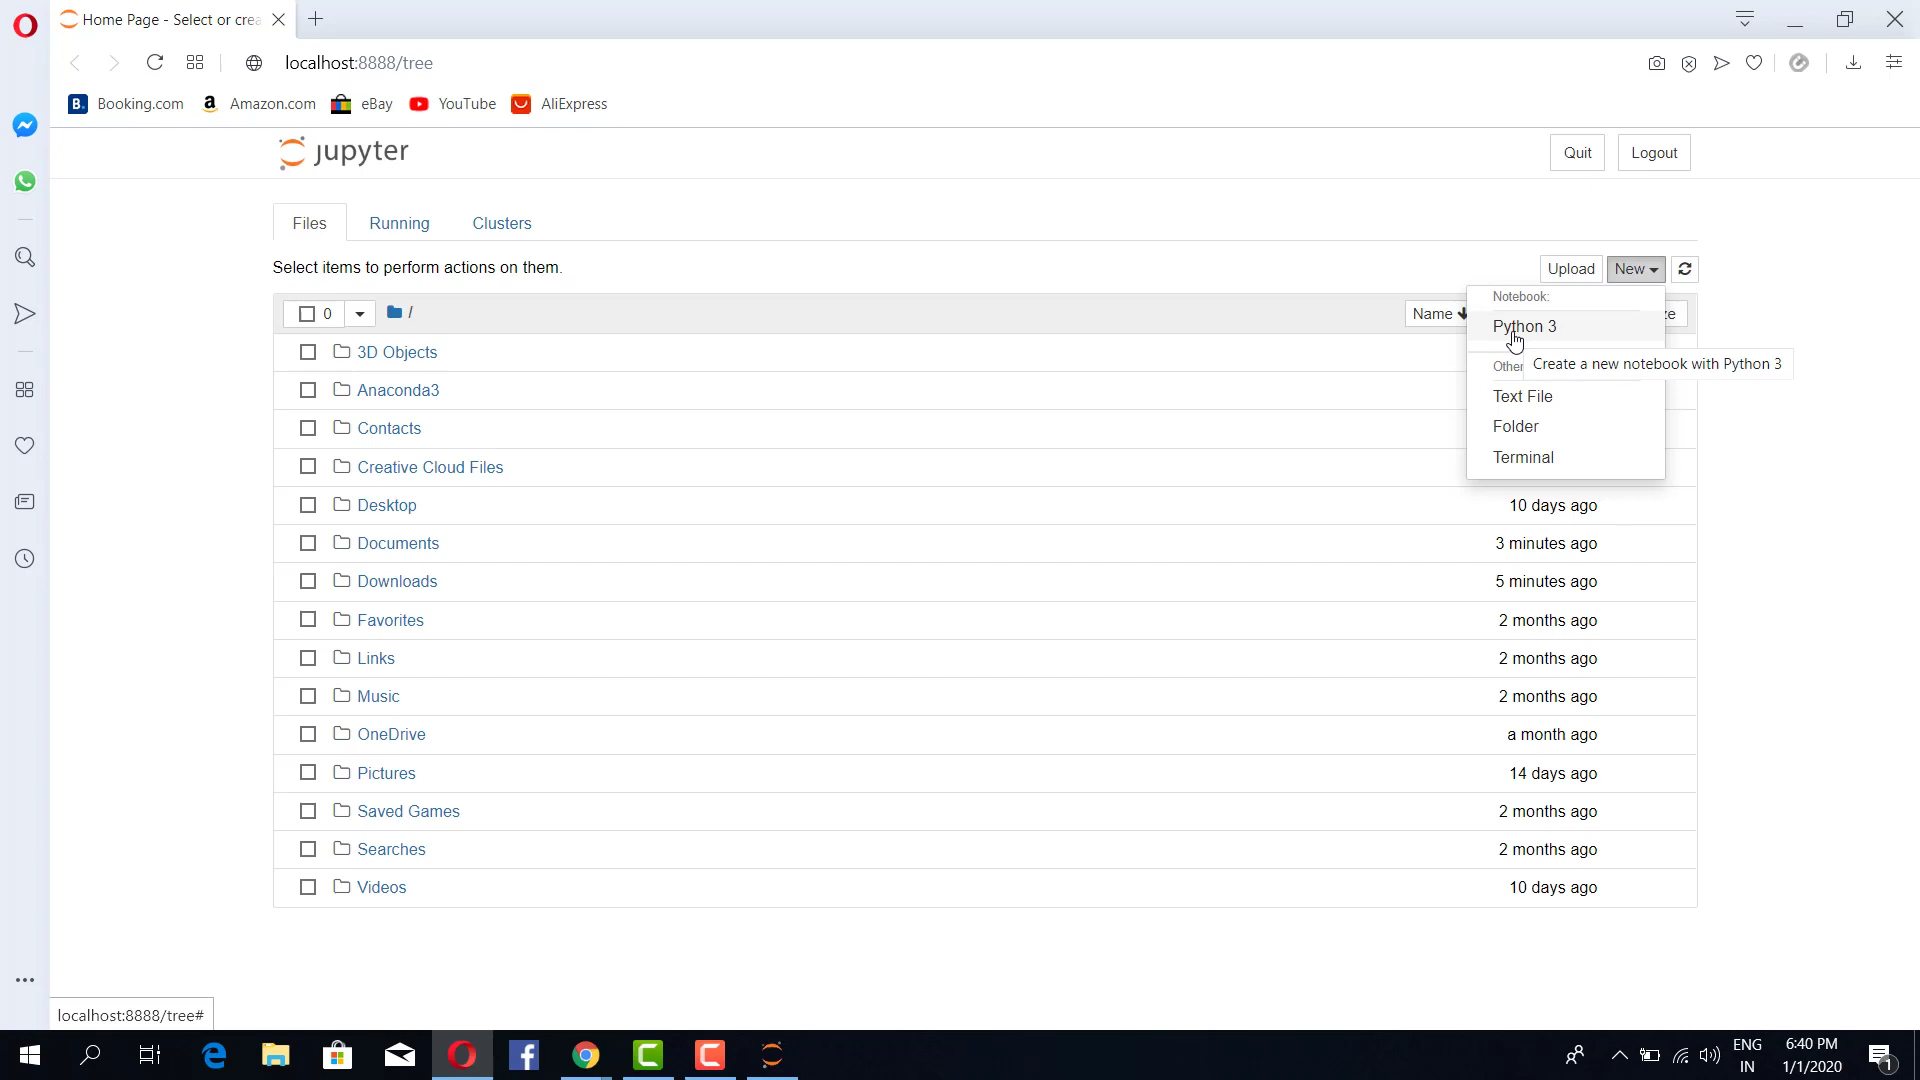 Home Page - Select or crea
localhost:8888/tree
B. Booking.com
a Amazon.com
eBay
YouTube
AliExpress
jupyter
Quit
Logout
Files
Running
Clusters
Select items to perform actions on them.
Upload
New
0
/
Name
Notebook:
Python 3
Create a new notebook with Python 3
Other
Text File
Folder
Terminal
3D Objects
Anaconda3
Contacts
Creative Cloud Files
Desktop 10 days ago
Documents 3 minutes ago
Downloads 5 minutes ago
Favorites 2 months ago
Links 2 months ago
Music 2 months ago
OneDrive a month ago
Pictures 14 days ago
Saved Games 2 months ago
Searches 2 months ago
Videos 10 days ago
localhost:8888/tree#
ENG
IN
6:40 PM
1/1/2020
1